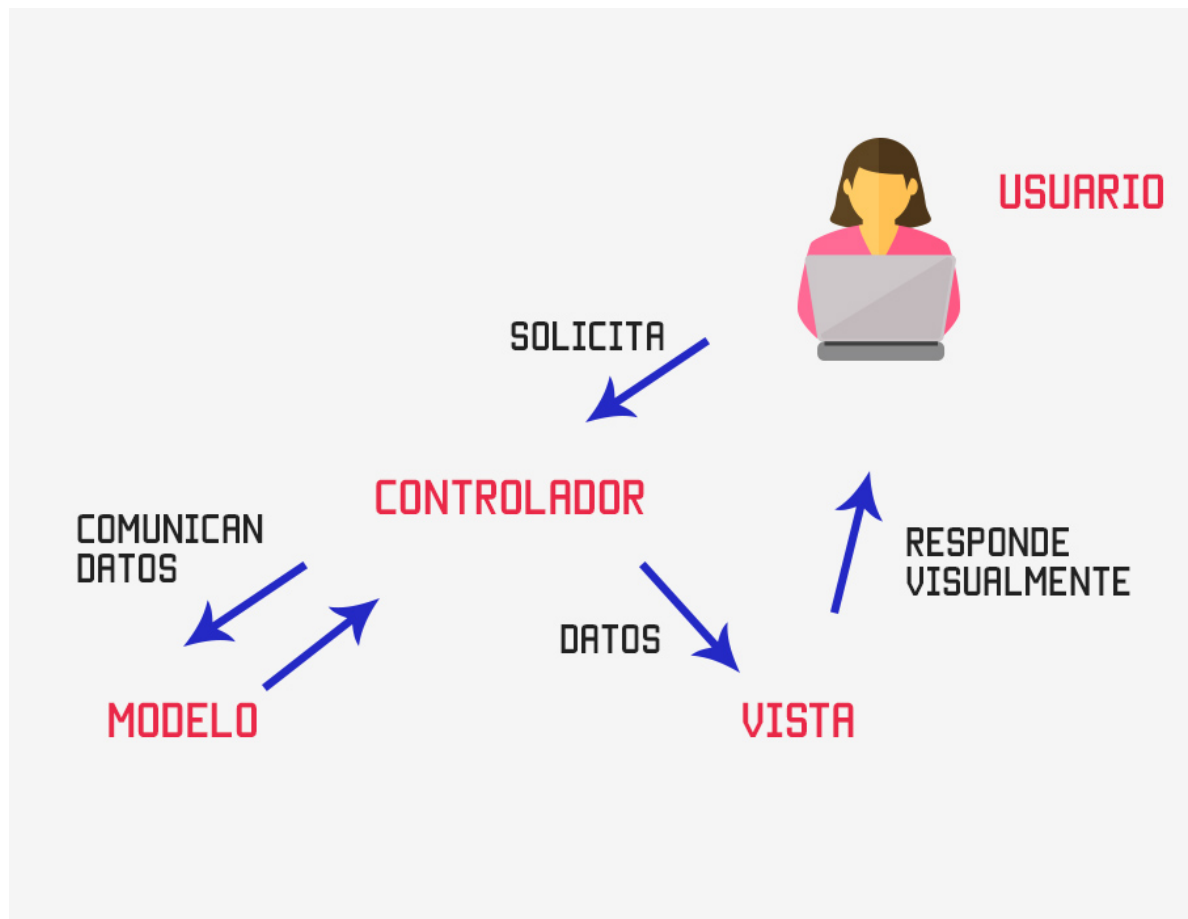 USUARIO
SOLICITA
CONTROLADOR
COMUNICAN
DATOS
RESPONDE
VISUALMENTE
DATOS
MODELO
VISTA